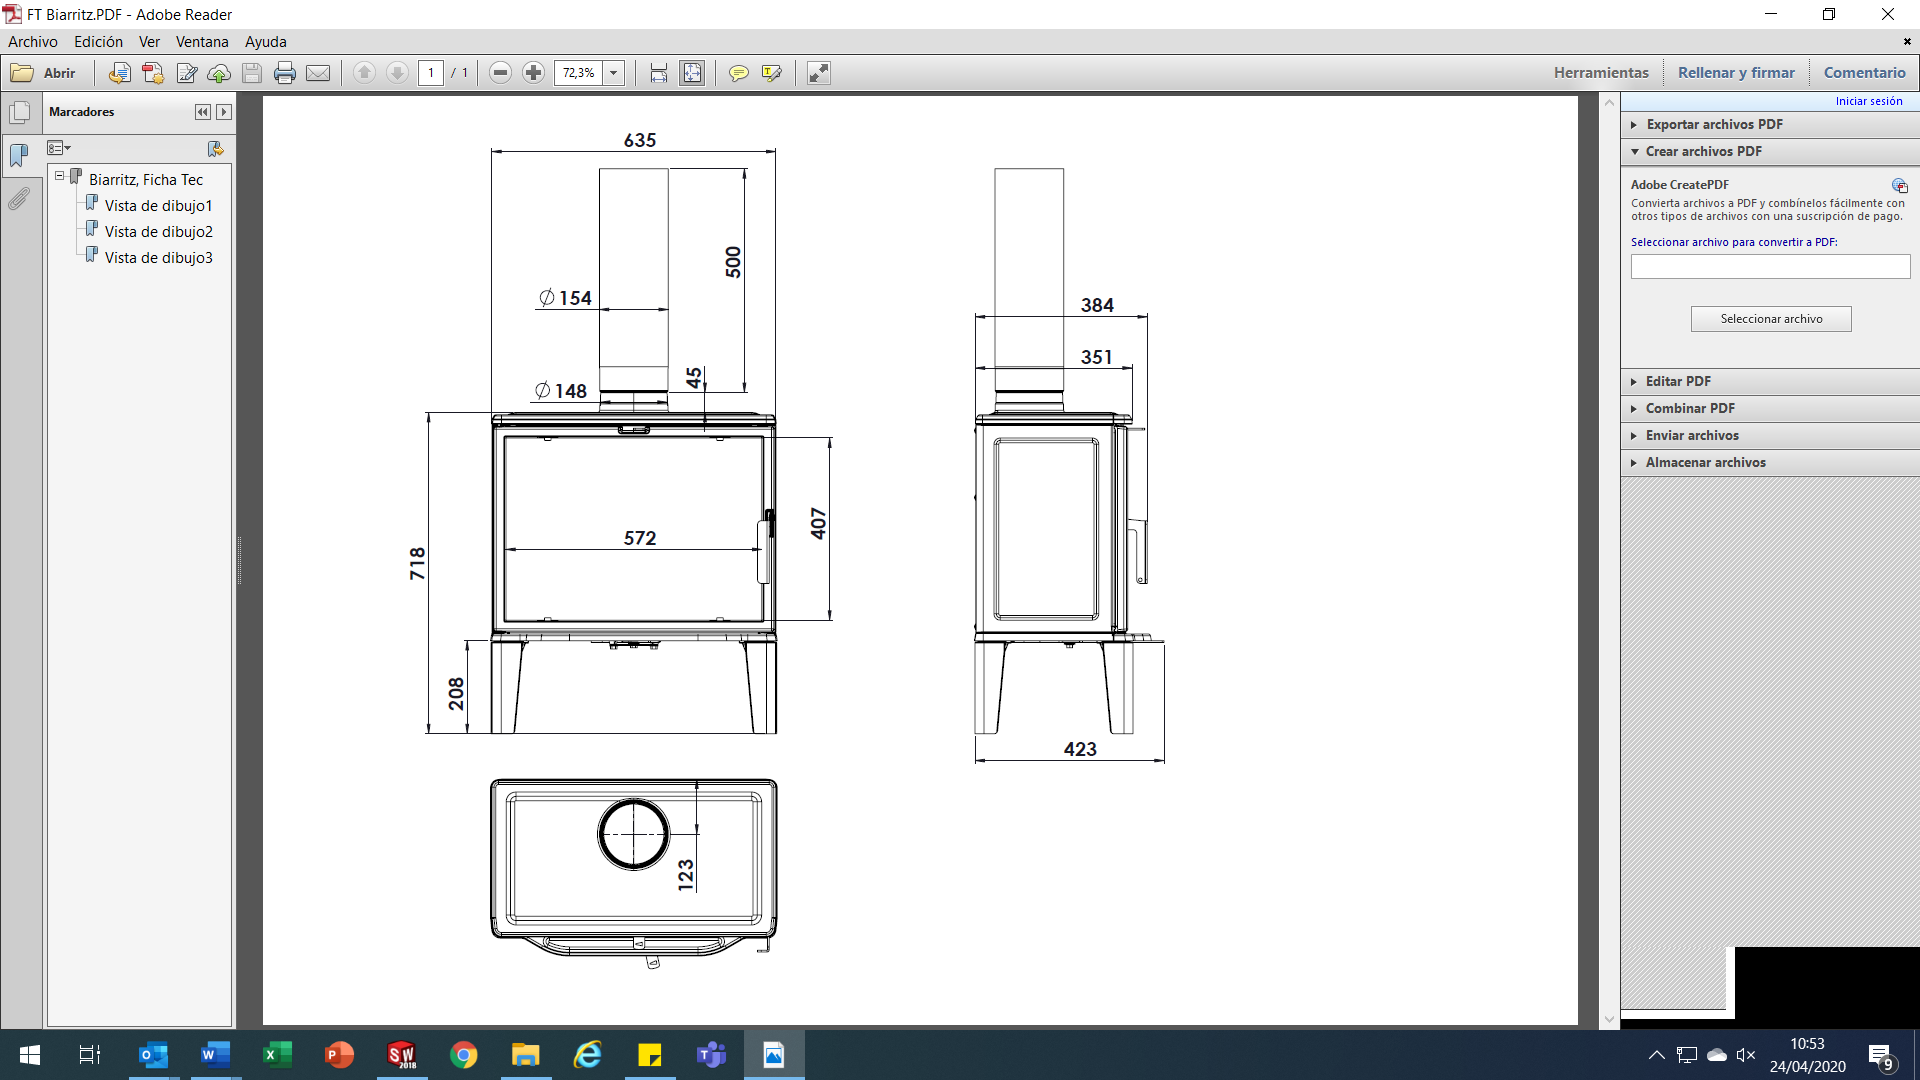 FT Biarritz.PDF - Adobe Reader
Archivo Edición Ver Ventana Ayuda
Abrir 1 / 1 72,3% Herramientas Rellenar y firmar Comentario
Marcadores
Biarritz, Ficha Tec
Vista de dibujo1
Vista de dibujo2
Vista de dibujo3
635
500
∅ 154
∅ 148
45
718
572
407
208
123
384
351
423
Iniciar sesión
Exportar archivos PDF
Crear archivos PDF
Adobe CreatePDF
Convierta archivos a PDF y combínelos fácilmente con
otros tipos de archivos con una suscripción de pago.
Seleccionar archivo para convertir a PDF:
Seleccionar archivo
Editar PDF
Combinar PDF
Enviar archivos
Almacenar archivos
SW
2018
10:53
24/04/2020
9